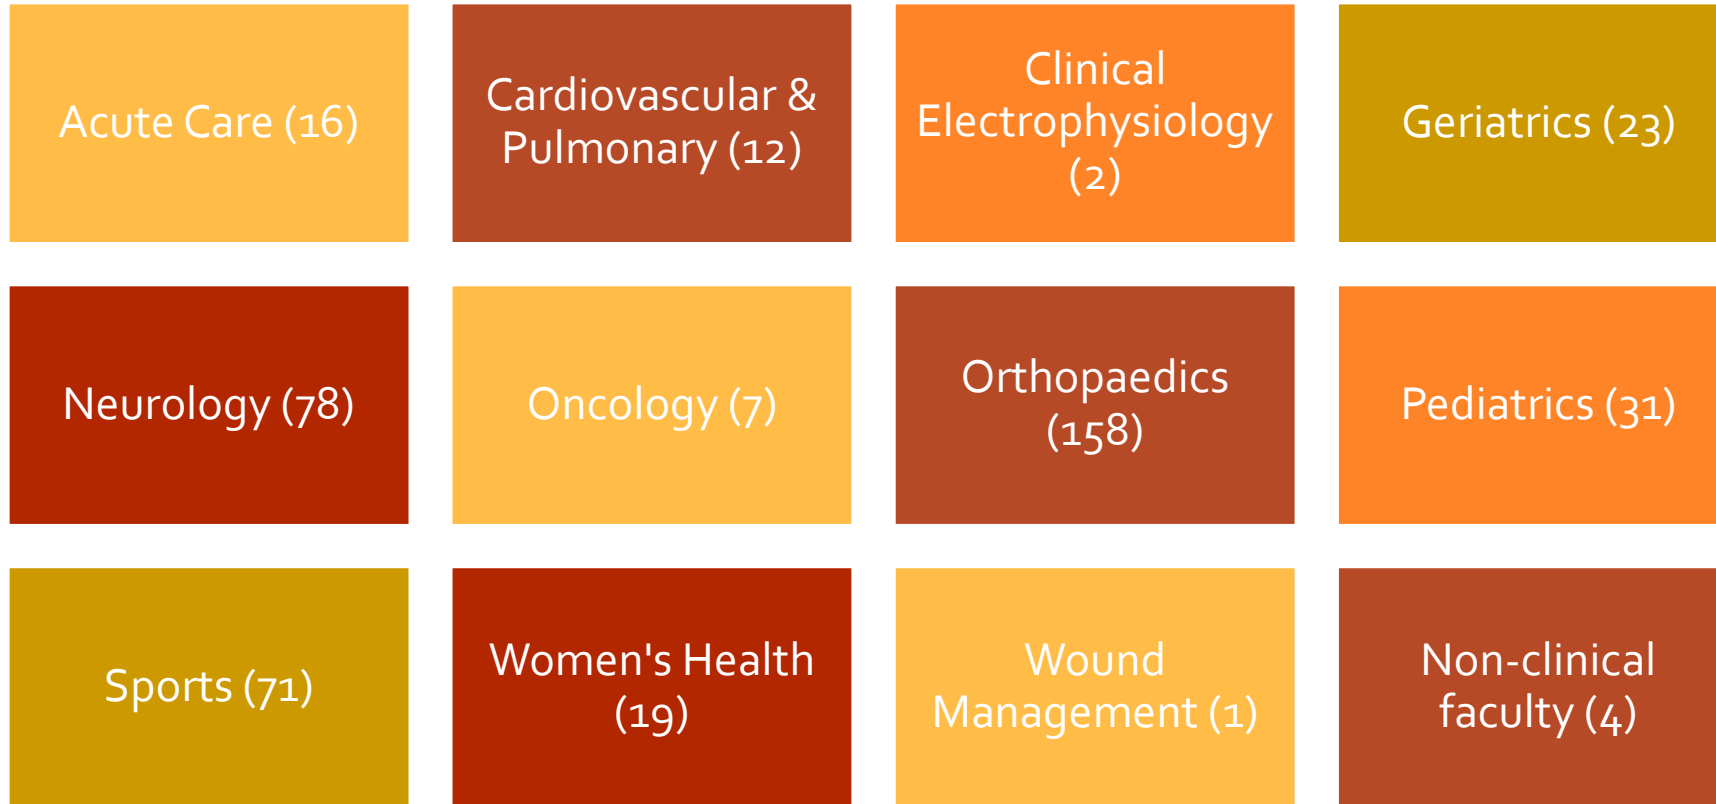 Acute Care (16)
Cardiovascular &
Pulmonary (12)
Clinical
Electrophysiology
(2)
Geriatrics (23)
Neurology (78)
Oncology (7)
Orthopaedics
(158)
Pediatrics (31)
Sports (71)
Women's Health
(19)
Wound
Management (1)
Non-clinical
faculty (4)